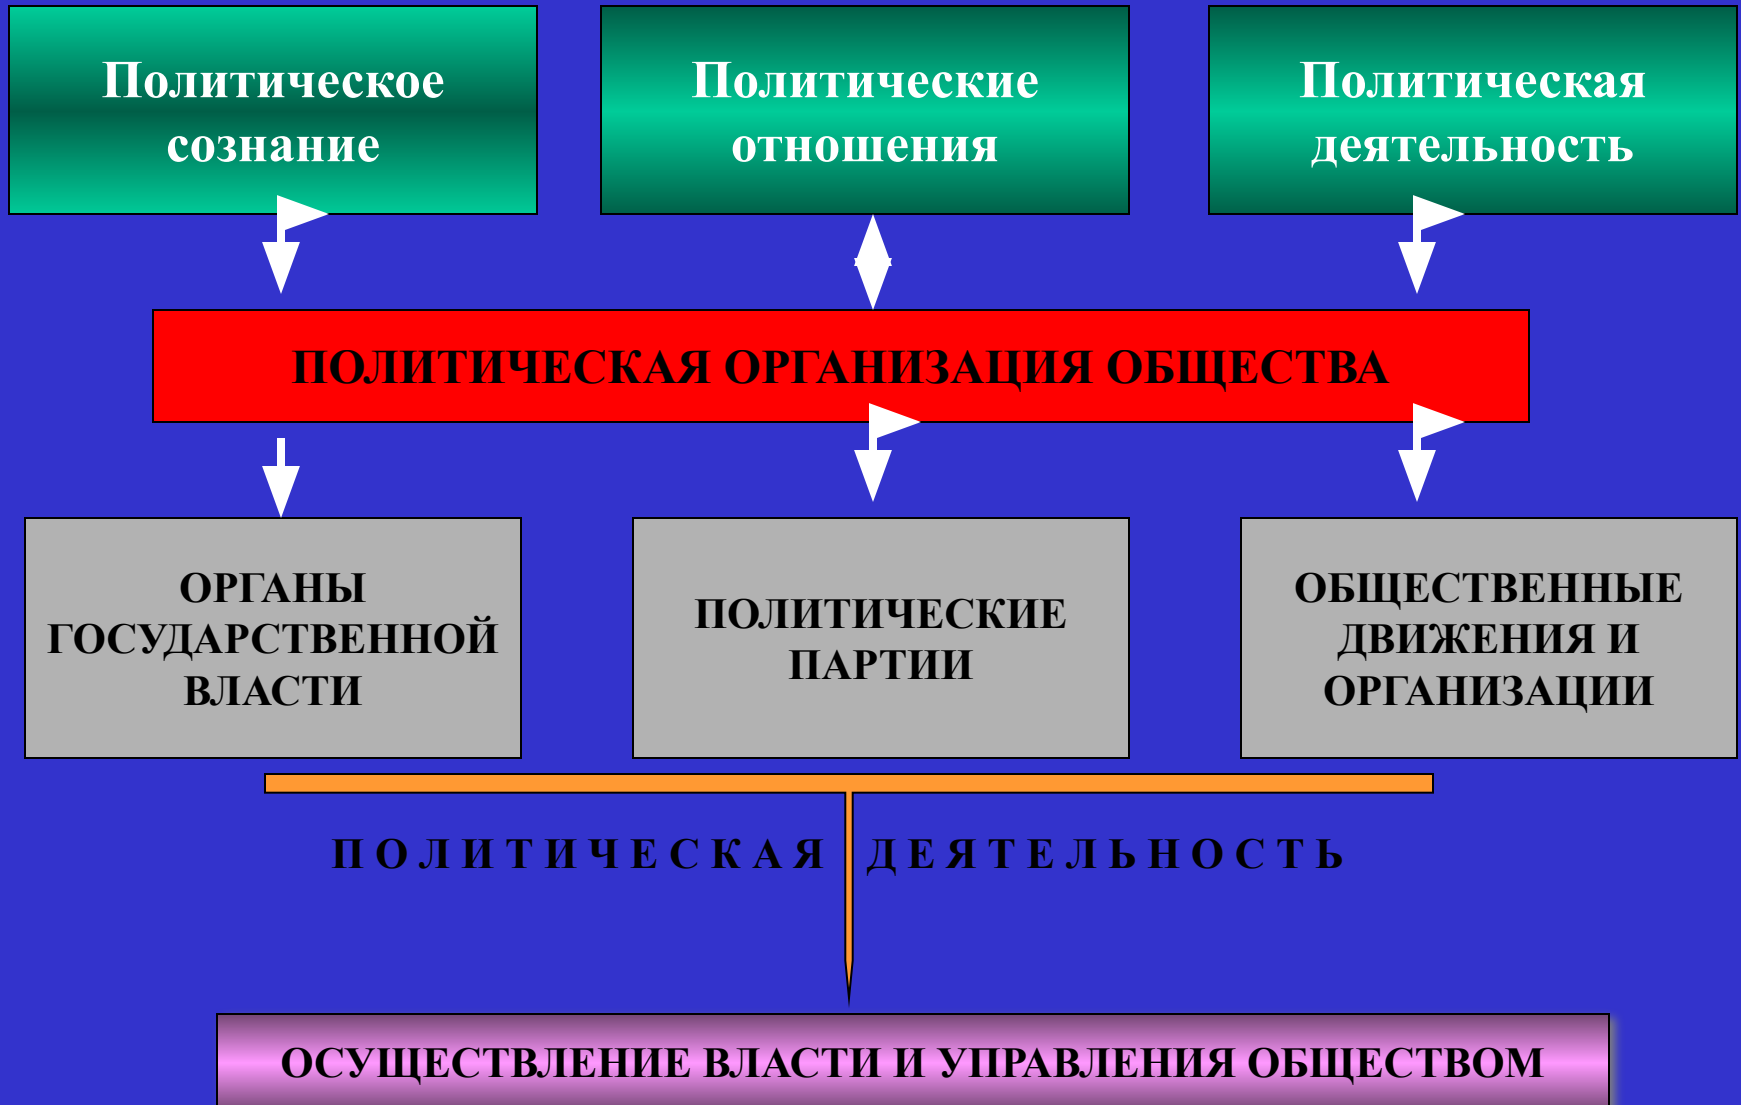 Политическое
сознание
Политические
отношения
Политическая
деятельность
ПОЛИТИЧЕСКАЯ ОРГАНИЗАЦИЯ ОБЩЕСТВА
ОРГАНЫ
ГОСУДАРСТВЕННОЙ
ВЛАСТИ
ПОЛИТИЧЕСКИЕ
ПАРТИИ
ОБЩЕСТВЕННЫЕ
ДВИЖЕНИЯ И
ОРГАНИЗАЦИИ
П О Л И Т И Ч Е С К А Я Д Е Я Т Е Л Ь Н О С Т Ь
ОСУЩЕСТВЛЕНИЕ ВЛАСТИ И УПРАВЛЕНИЯ ОБЩЕСТВОМ